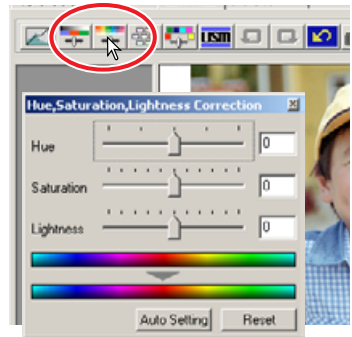 USM
Hue,Saturation,Lightness Correction
Hue 0
Saturation 0
Lightness 0
Auto Setting Reset